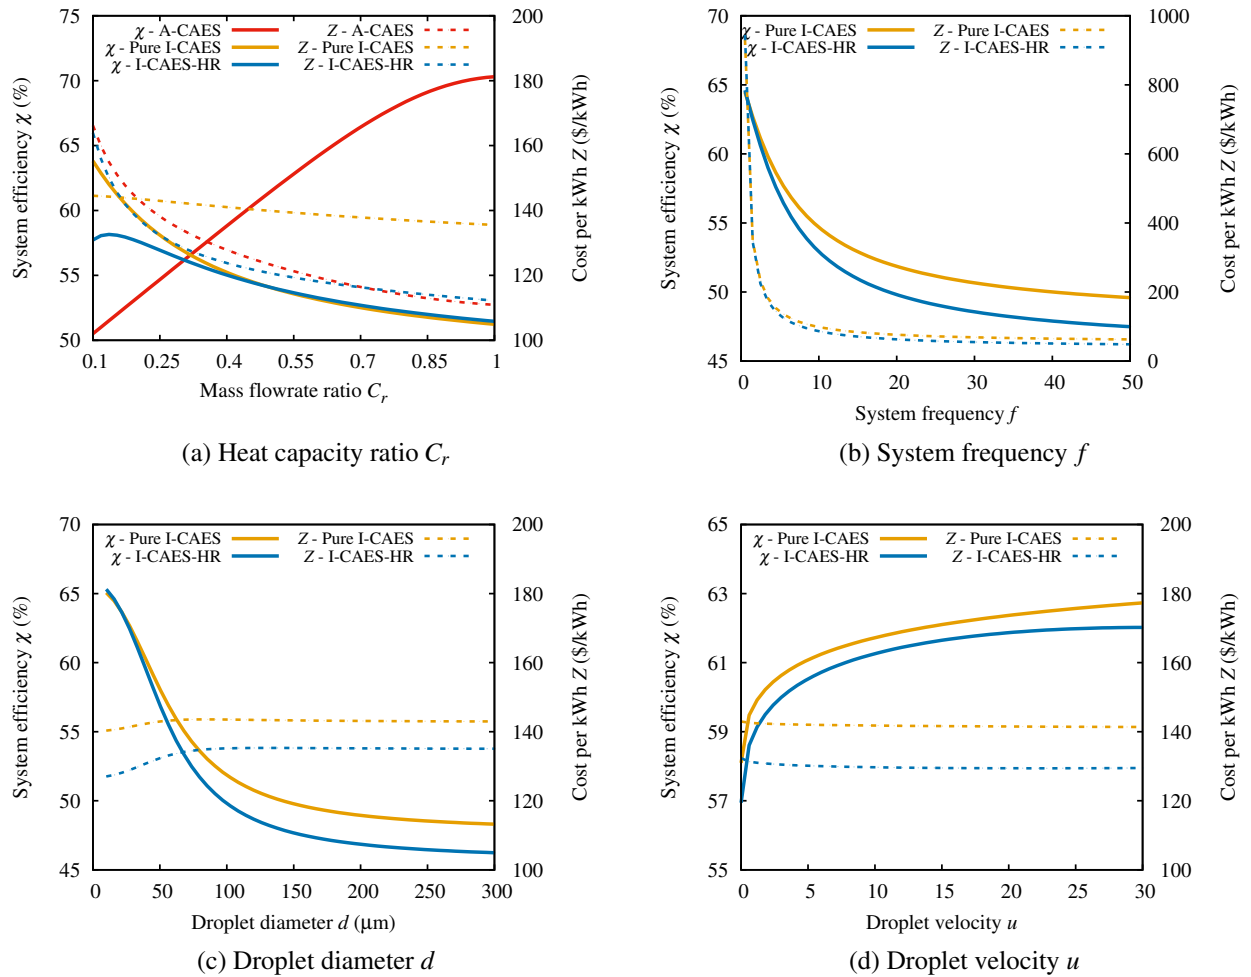 75
70
65
60
55
50
200
180
160
140
120
100
System efficiency χ (%)
Cost per kWh Z ($/kWh)
χ - A-CAES
χ - Pure I-CAES
χ - I-CAES-HR
Z - A-CAES
Z - Pure I-CAES
Z - I-CAES-HR
0.1 0.25 0.4 0.55 0.7 0.85 1
Mass flowrate ratio Cr
(a) Heat capacity ratio Cr
70
65
60
55
50
45
1000
800
600
400
200
0
System efficiency χ (%)
Cost per kWh Z ($/kWh)
χ - Pure I-CAES
χ - I-CAES-HR
Z - Pure I-CAES
Z - I-CAES-HR
0 10 20 30 40 50
System frequency f
(b) System frequency f
70
65
60
55
50
45
200
180
160
140
120
100
System efficiency χ (%)
Cost per kWh Z ($/kWh)
χ - Pure I-CAES
χ - I-CAES-HR
Z - Pure I-CAES
Z - I-CAES-HR
0 50 100 150 200 250 300
Droplet diameter d (μm)
(c) Droplet diameter d
65
63
61
59
57
55
200
180
160
140
120
100
System efficiency χ (%)
Cost per kWh Z ($/kWh)
χ - Pure I-CAES
χ - I-CAES-HR
Z - Pure I-CAES
Z - I-CAES-HR
0 5 10 15 20 25 30
Droplet velocity u
(d) Droplet velocity u